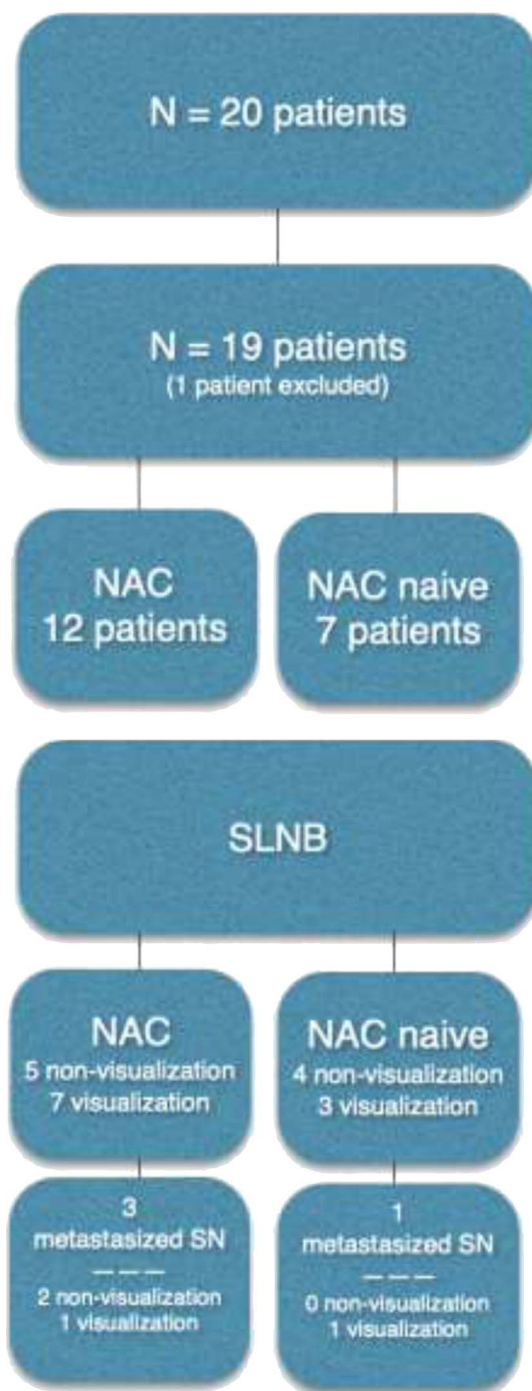 N = 20 patients
N = 19 patients
(1 patient excluded)
NAC
12 patients
NAC naive
7 patients
SLNB
NAC
5 non-visualization
7 visualization
NAC naive
4 non-visualization
3 visualization
3
metastasized SN
— — —
2 non-visualization
1 visualization
1
metastasized SN
— — —
0 non-visualization
1 visualization